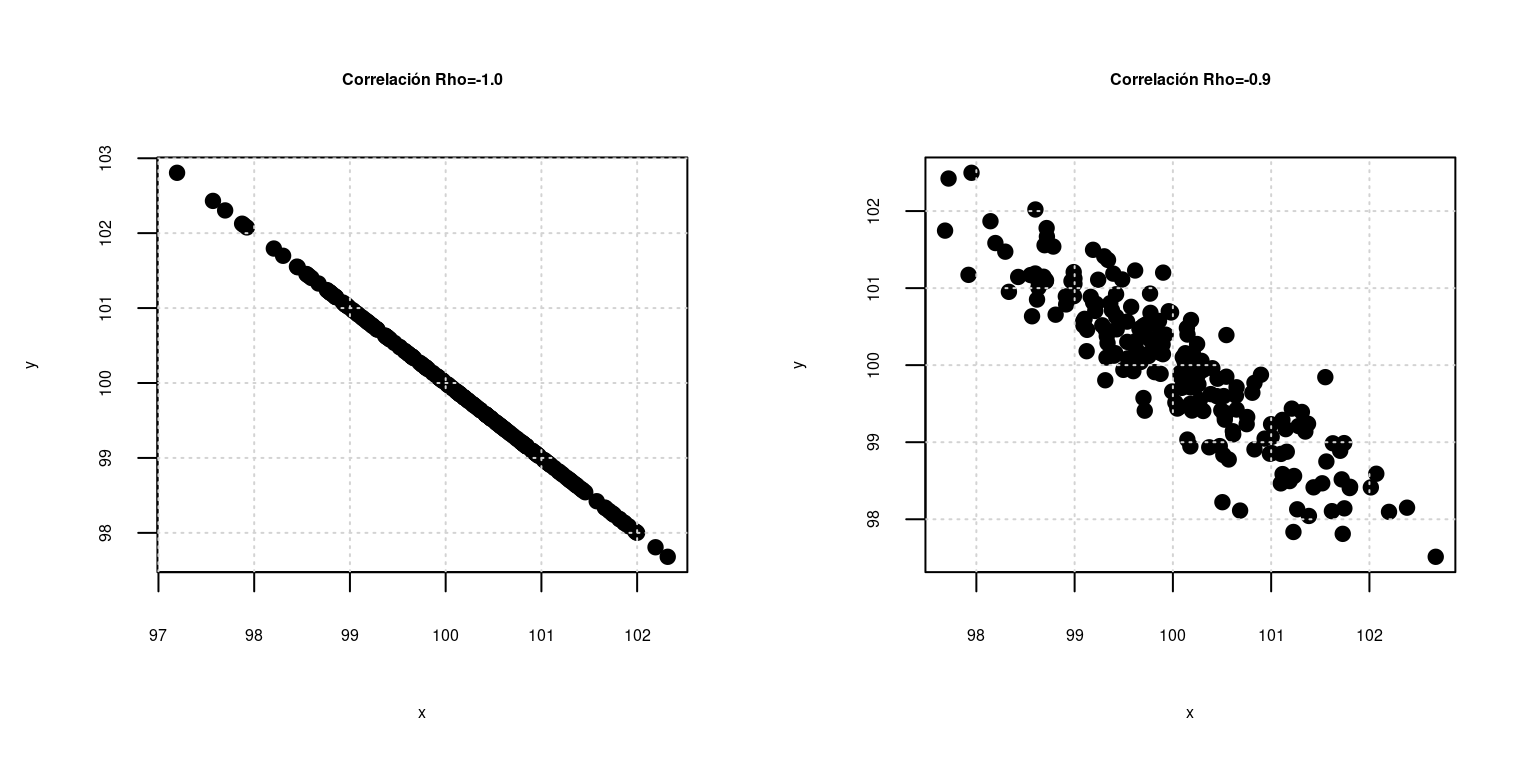 Correlación Rho=-1.0
103
102
101
100
99
98
y
97 98 99 100 101 102
x
Correlación Rho=-0.9
102
101
100
99
98
y
98 99 100 101 102
x